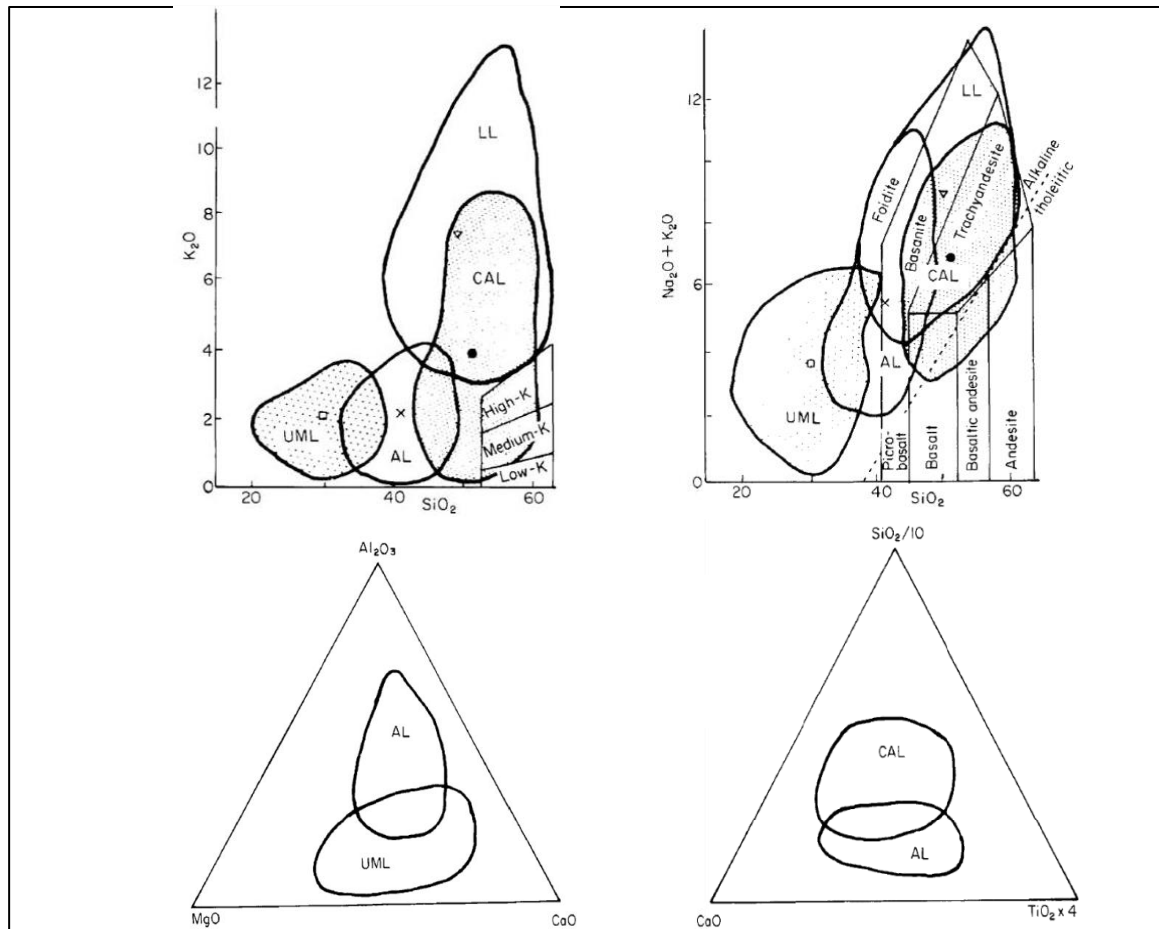 12
10
8
6
4
2
0
K₂O
LL
CAL
UML
AL
High-K
Medium-K
Low-K
20
40
60
SiO₂
12
6
0
Na₂O + K₂O
LL
Foidite
Basanite
Trachyandesite
Alkaline
tholeiitic
CAL
AL
UML
Picro-
basalt
Basalt
Basaltic andesite
Andesite
20
40
60
SiO₂
Al₂O₃
AL
UML
MgO
CaO
SiO₂/10
CAL
AL
CaO
TiO₂ x 4